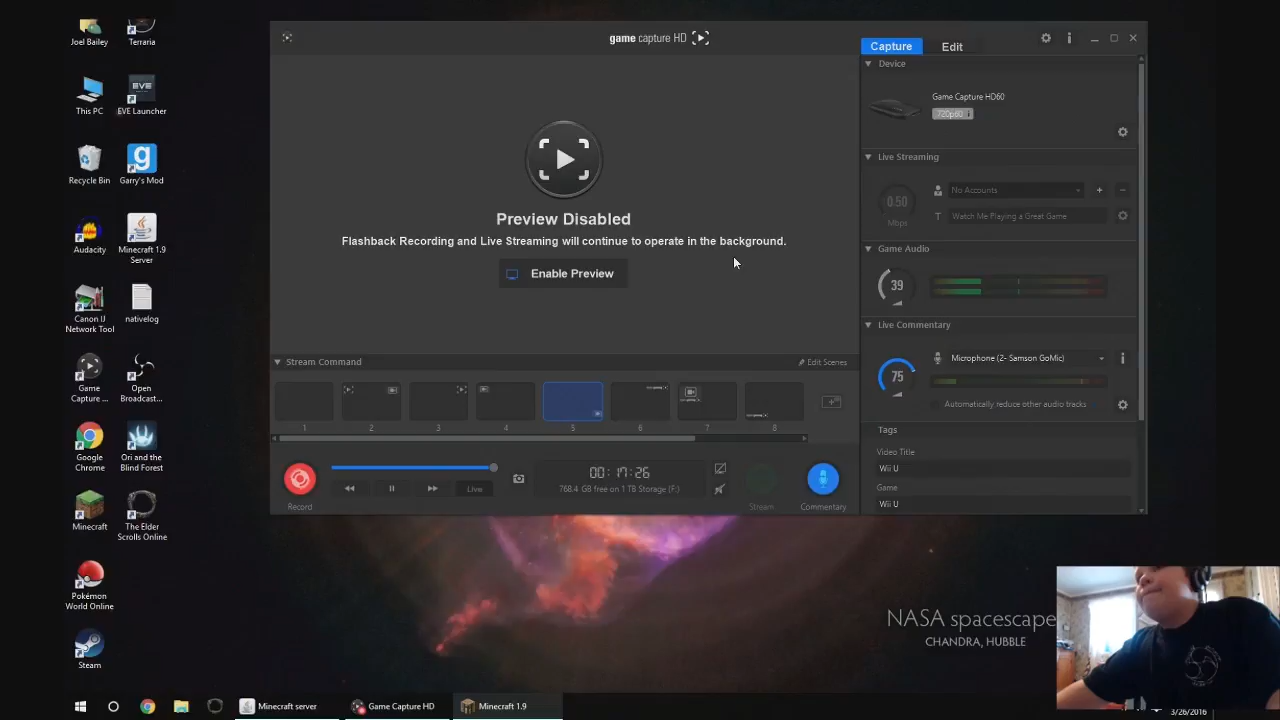 Joel Bailey
Terraria
This PC
EVE
EVE Launcher
Recycle Bin
Garry's Mod
Audacity
Minecraft 1.9
Server
Canon IJ
Network Tool
nativelog
Game
Capture ...
Open
Broadcast...
Google
Chrome
Ori and
the Blind Forest
Minecraft
The Elder
Scrolls Online
Pokémon
World Online
Steam
game capture HD
Capture
Edit
Device
Game Capture HD60
720p60
Preview Disabled
Flashback Recording and Live Streaming will continue to operate in the background.
Enable Preview
Live Streaming
0.50
Mbps
No Accounts
Watch Me Playing a Great Game
Game Audio
39
Live Commentary
75
Microphone (2- Samson GoMic)
Automatically reduce other audio tracks
Tags
Video Title
Wii U
Game
Wii U
Stream Command
Edit Scenes
1
2
3
4
5
6
7
8
Record
Live
00:17:26
768.4 GB free on 1 TB Storage (F:)
Stream
Commentary
NASA spacescape
CHANDRA, HUBBLE
Minecraft server
Game Capture HD
Minecraft 1.9
3/26/2016